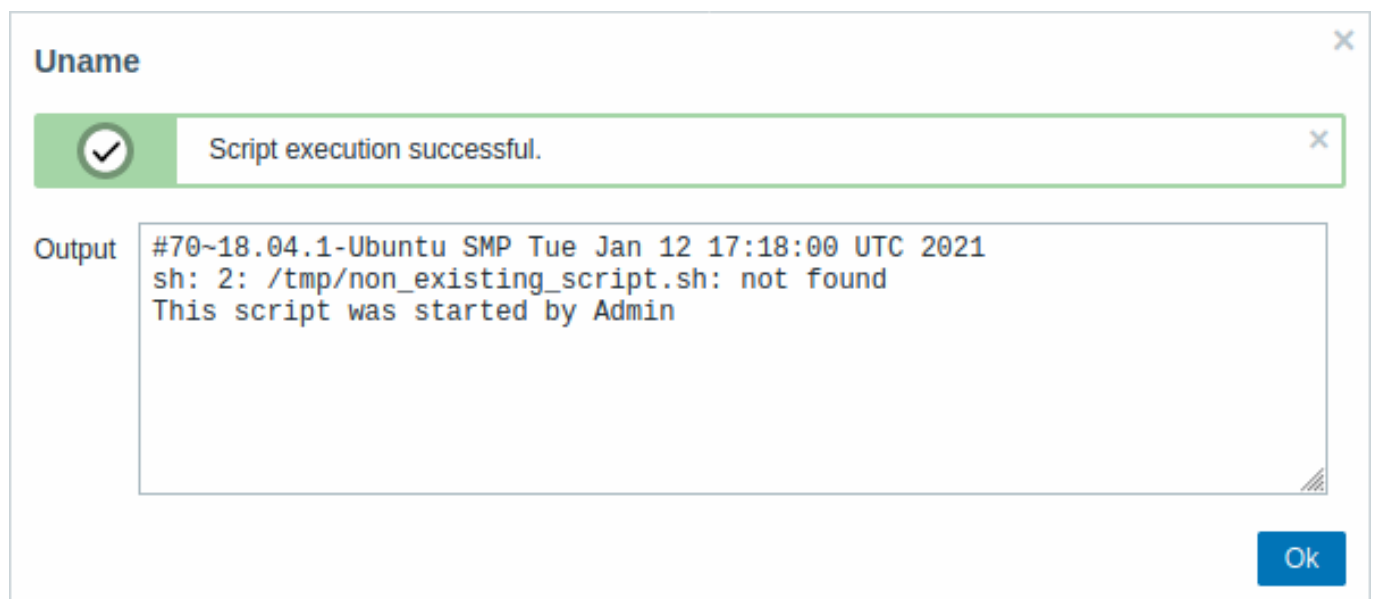 Uname
Script execution successful.
Output
#70~18.04.1-Ubuntu SMP Tue Jan 12 17:18:00 UTC 2021
sh: 2: /tmp/non_existing_script.sh: not found
This script was started by Admin
Ok